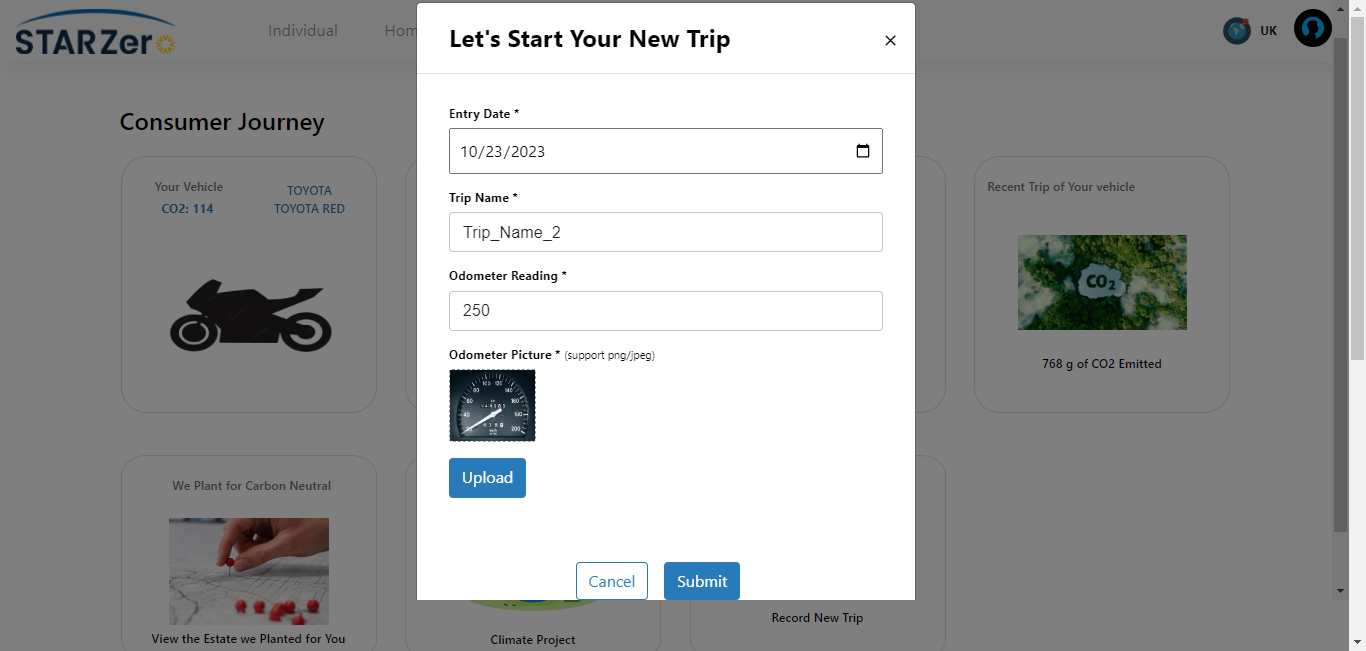 STARZero
Individual
Hom
UK
Let's Start Your New Trip
×
Consumer Journey
Your Vehicle
CO2: 114
TOYOTA
TOYOTA RED
Entry Date *
10/23/2023
Trip Name *
Trip_Name_2
Odometer Reading *
250
Odometer Picture * (support png/jpeg)
Upload
Cancel
Submit
Recent Trip of Your vehicle
CO2
768 g of CO2 Emitted
We Plant for Carbon Neutral
View the Estate we Planted for You
Climate Project
Record New Trip